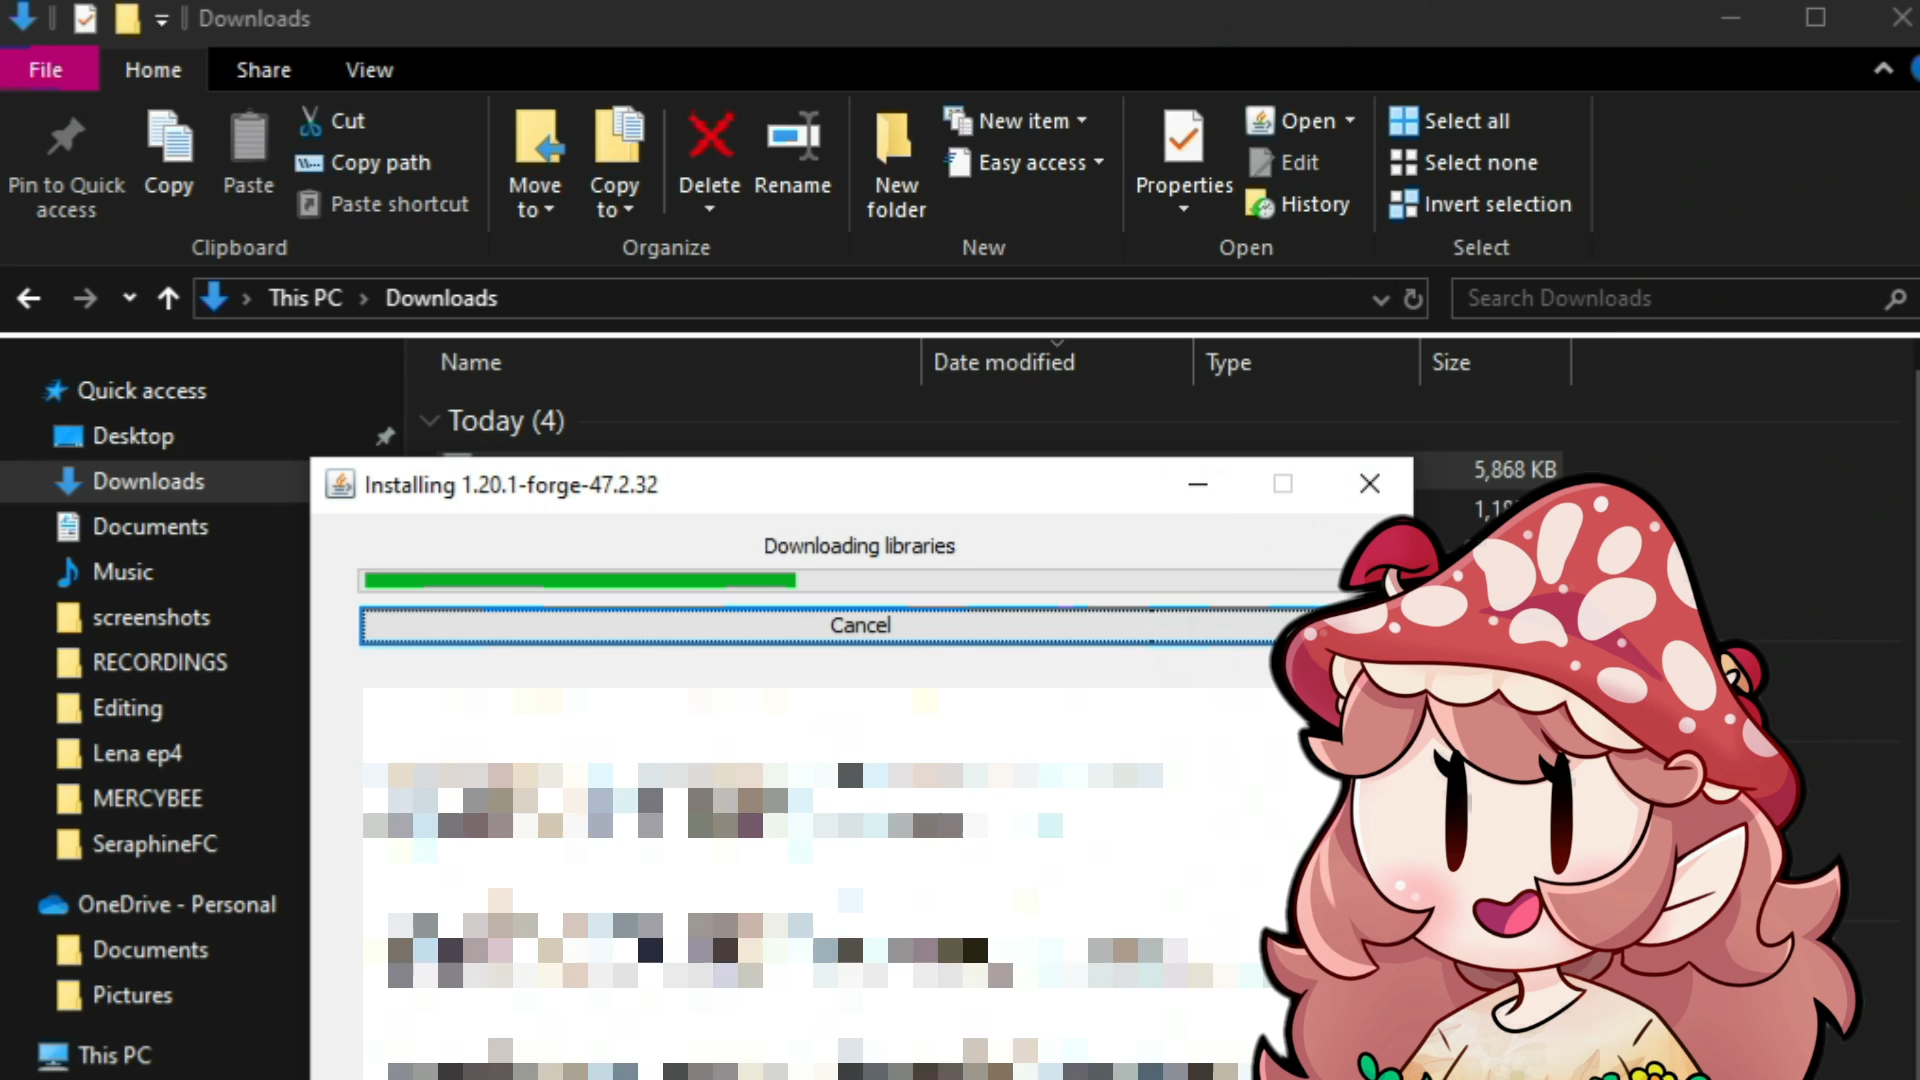 Downloads
File
Home
Share
View
Pin to Quick
access
Copy
Paste
Cut
Copy path
Paste shortcut
Move
to
Copy
to
Delete
Rename
New
folder
New item
Easy access
Properties
Open
Edit
History
Select all
Select none
Invert selection
Clipboard
Organize
New
Open
Select
This PC
Downloads
Search Downloads
Name
Date modified
Type
Size
Quick access
Desktop
Downloads
Documents
Music
screenshots
RECORDINGS
Editing
Lena ep4
MERCYBEE
SeraphineFC
OneDrive - Personal
Documents
Pictures
This PC
Today (4)
5,868 KB
Installing 1.20.1-forge-47.2.32
Downloading libraries
Cancel